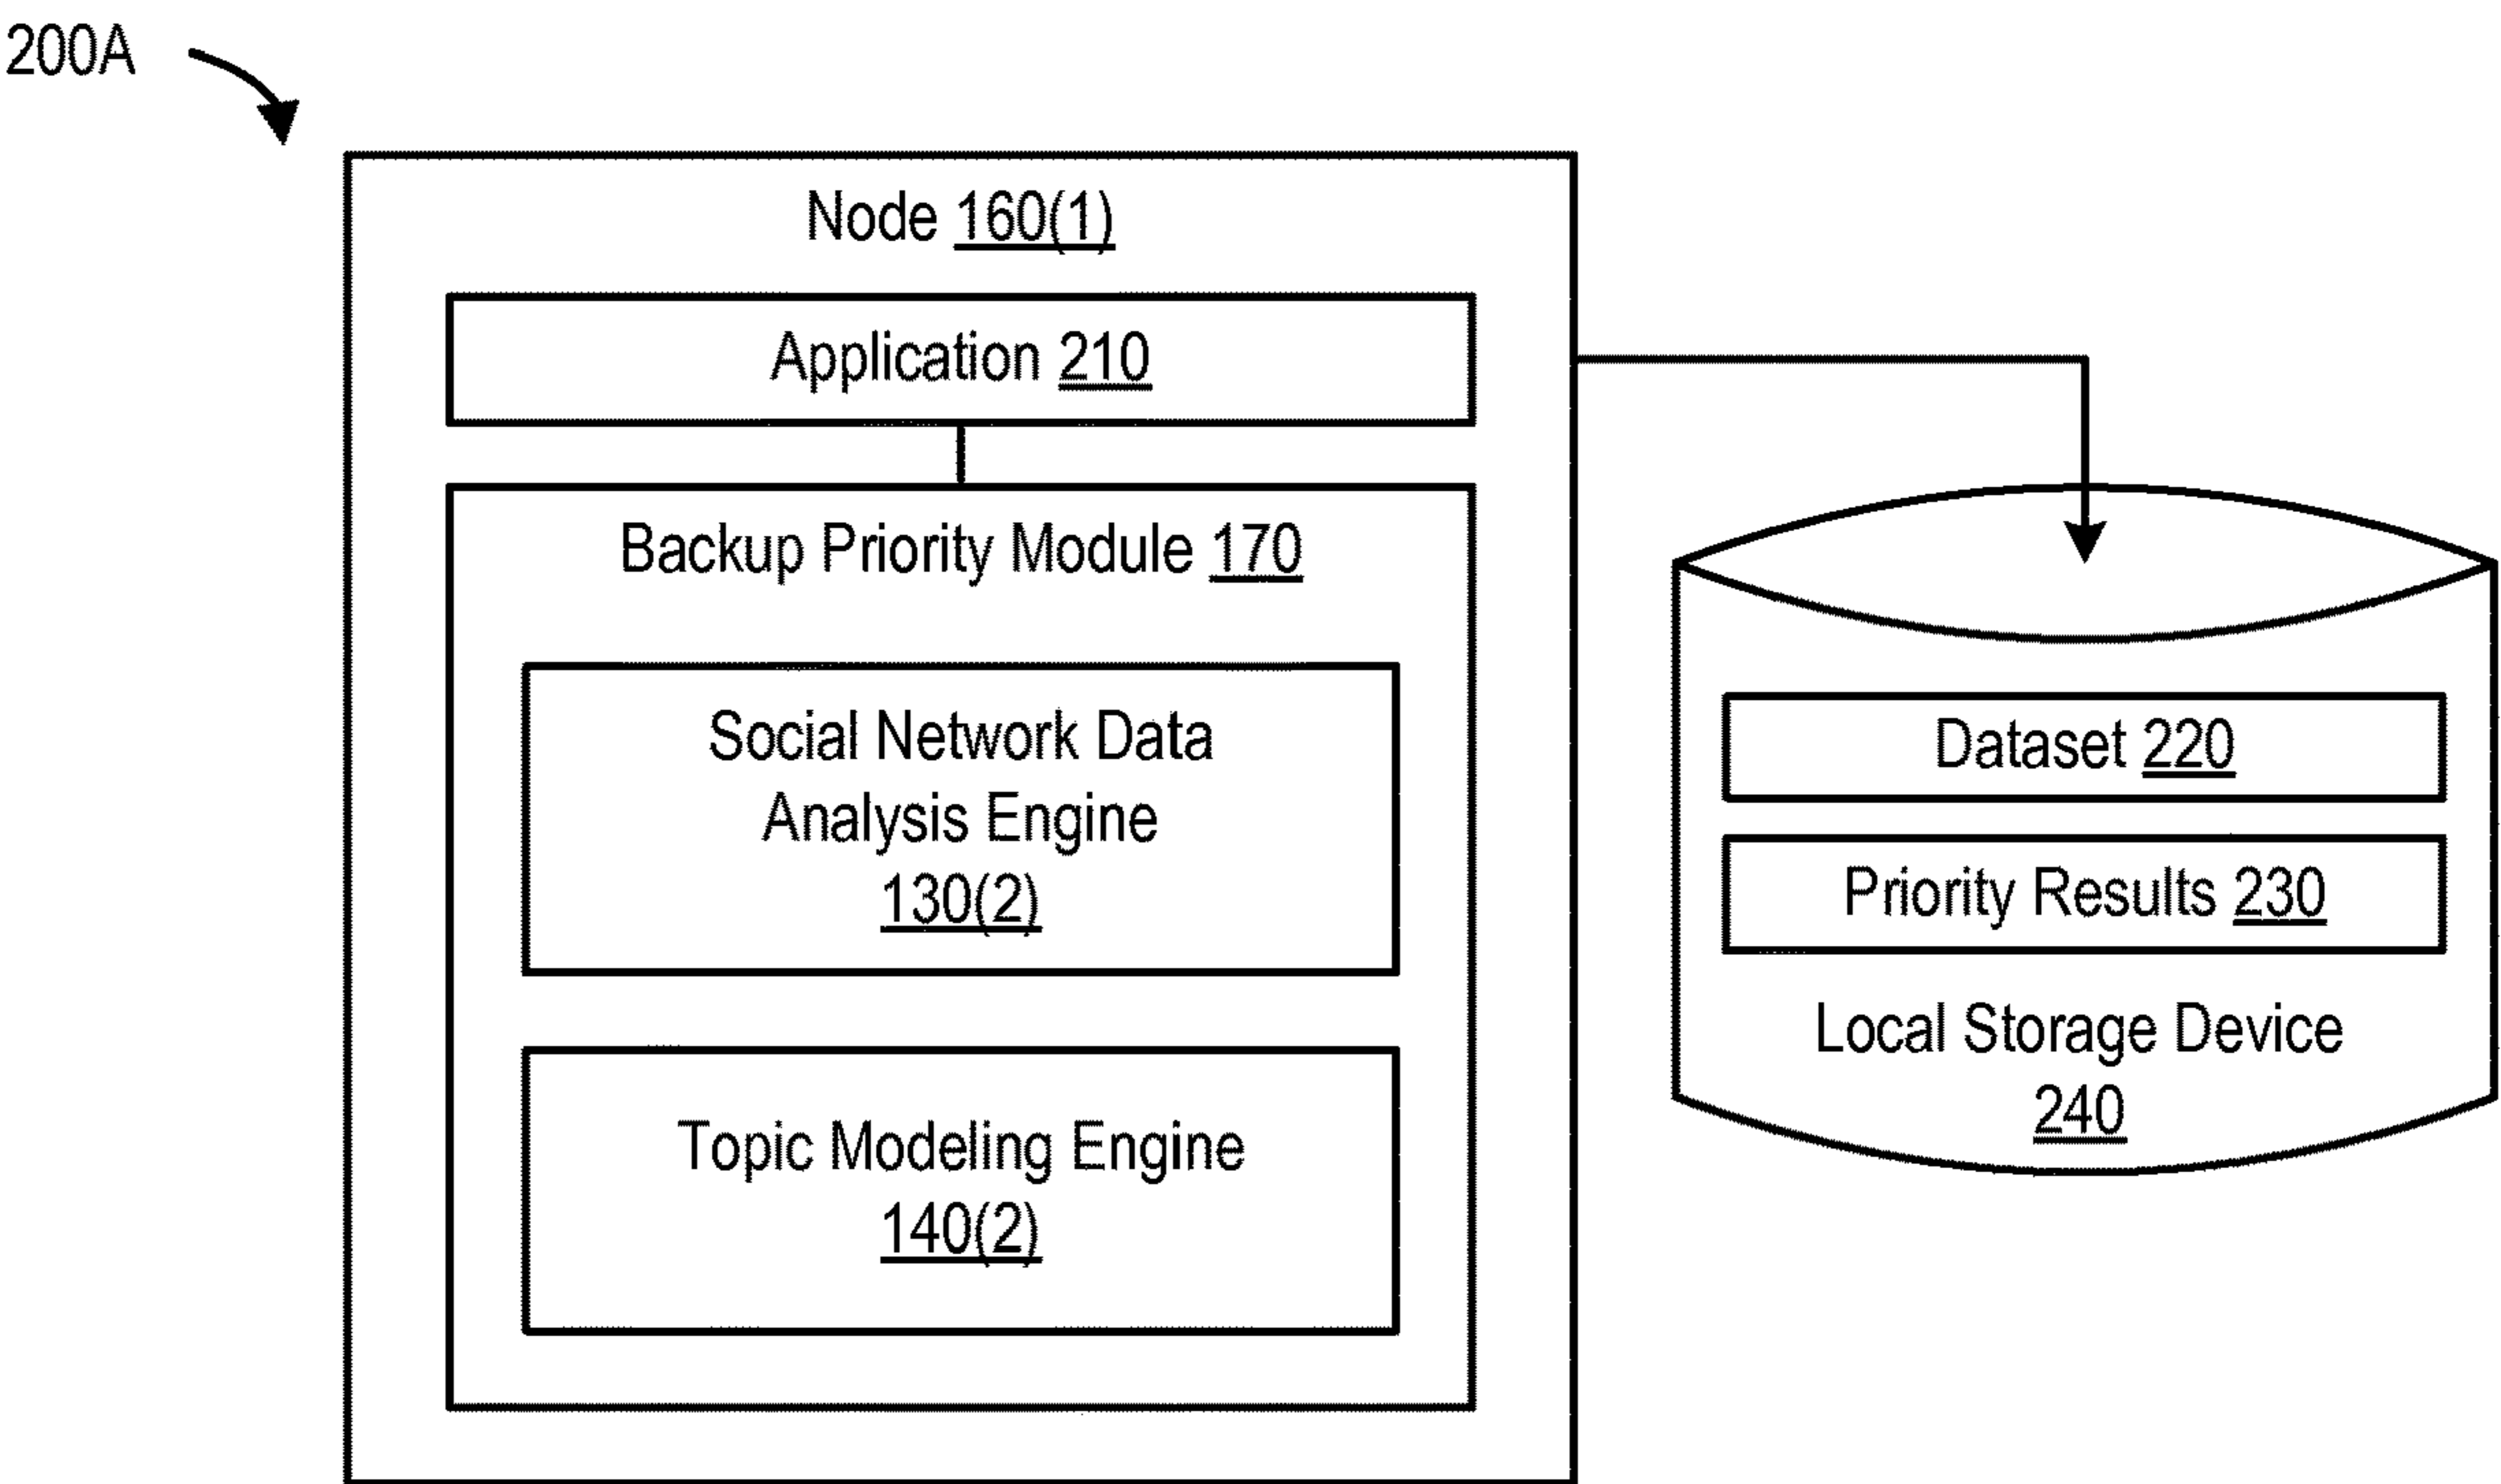 200A
Node 160(1)
Application 210
Backup Priority Module 170
Social Network Data
Analysis Engine
130(2)
Topic Modeling Engine
140(2)
Dataset 220
Priority Results 230
Local Storage Device
240